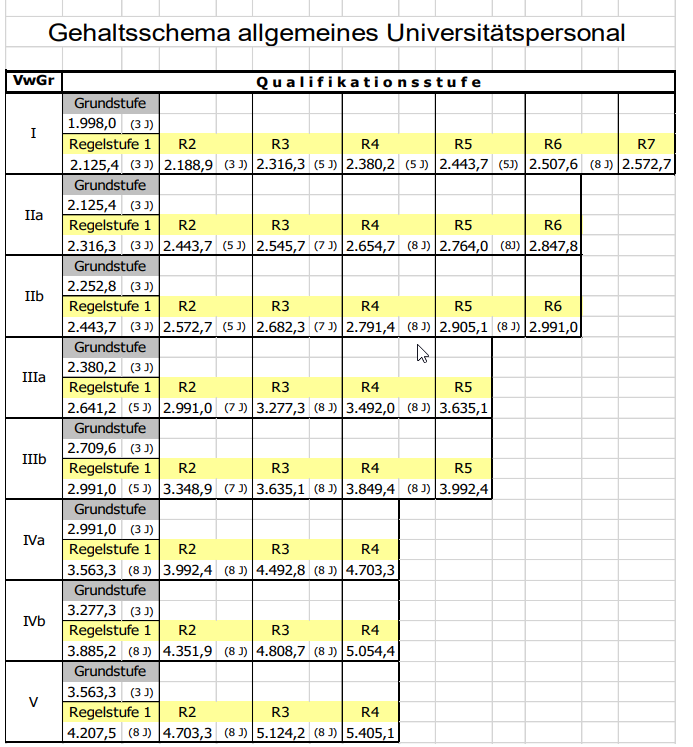 Gehaltsschema allgemeines Universitätspersonal
VwGr Qualifikationsstufe
Grundstufe
1.998,0 (3 J)
I
Regelstufe 1 R2 R3 R4 R5 R6 R7
2.125,4 (3 J) 2.188,9 (3 J) 2.316,3 (5 J) 2.380,2 (5 J) 2.443,7 (5J) 2.507,6 (8 J) 2.572,7
Grundstufe
2.125,4 (3 J)
IIa
Regelstufe 1 R2 R3 R4 R5 R6
2.316,3 (3 J) 2.443,7 (5 J) 2.545,7 (7 J) 2.654,7 (8 J) 2.764,0 (8J) 2.847,8
Grundstufe
2.252,8 (3 J)
IIb
Regelstufe 1 R2 R3 R4 R5 R6
2.443,7 (3 J) 2.572,7 (5 J) 2.682,3 (7 J) 2.791,4 (8 J) 2.905,1 (8 J) 2.991,0
Grundstufe
2.380,2 (3 J)
IIIa
Regelstufe 1 R2 R3 R4 R5
2.641,2 (5 J) 2.991,0 (7 J) 3.277,3 (8 J) 3.492,0 (8 J) 3.635,1
Grundstufe
2.709,6 (3 J)
IIIb
Regelstufe 1 R2 R3 R4 R5
2.991,0 (5 J) 3.348,9 (7 J) 3.635,1 (8 J) 3.849,4 (8 J) 3.992,4
Grundstufe
2.991,0 (3 J)
IVa
Regelstufe 1 R2 R3 R4
3.563,3 (8 J) 3.992,4 (8 J) 4.492,8 (8 J) 4.703,3
Grundstufe
3.277,3 (3 J)
IVb
Regelstufe 1 R2 R3 R4
3.885,2 (8 J) 4.351,9 (8 J) 4.808,7 (8 J) 5.054,4
Grundstufe
3.563,3 (3 J)
V
Regelstufe 1 R2 R3 R4
4.207,5 (8 J) 4.703,3 (8 J) 5.124,2 (8 J) 5.405,1